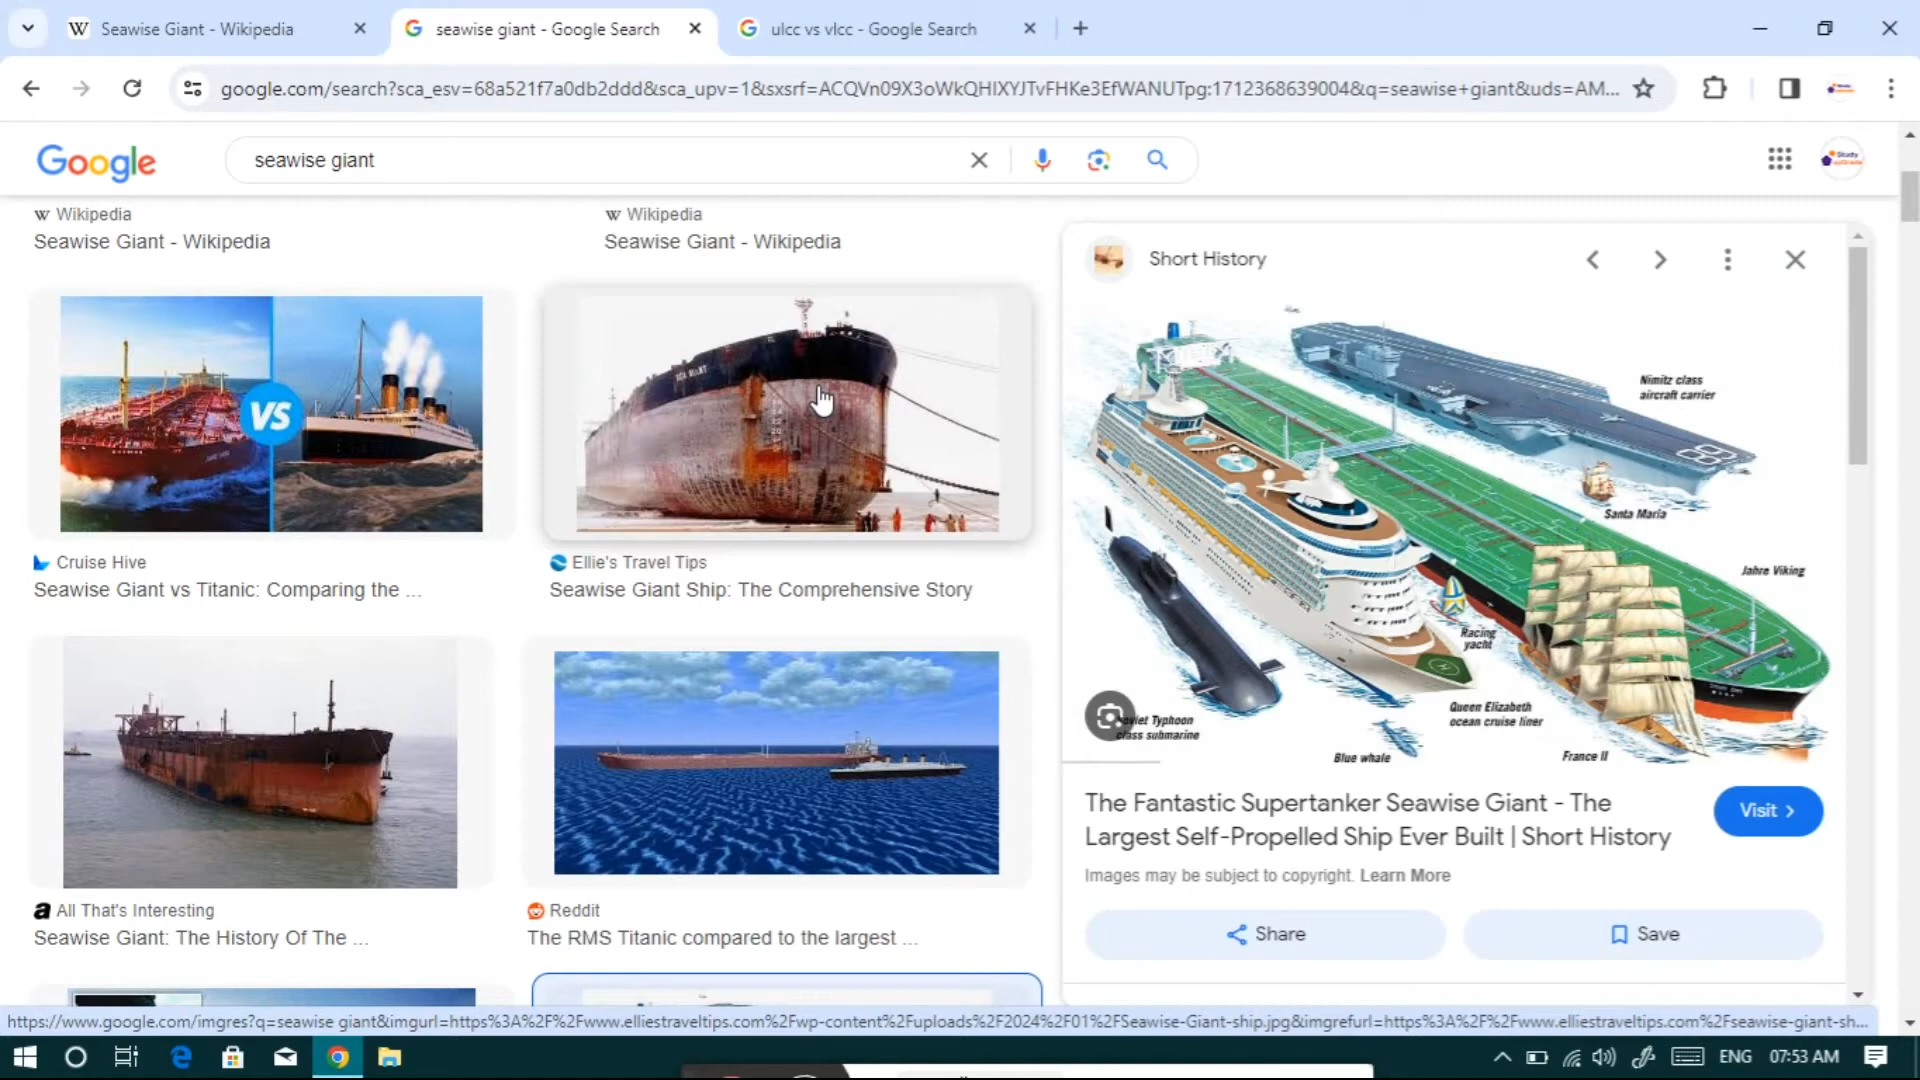 Seawise Giant - Wikipedia
seawise giant - Google Search
ulcc vs vlcc - Google Search
google.com/search?sca_esv=68a521f7a0db2ddd&sca_upv=1&sxsrf=ACQVn09X3oWkQHIXYJTvFHKe3EfWANUTpg:1712368639004&q=seawise+giant&uds=AM...
Google
seawise giant
Study
Wikipedia
Seawise Giant - Wikipedia
Wikipedia
Seawise Giant - Wikipedia
VS
Cruise Hive
Seawise Giant vs Titanic: Comparing the ...
Ellie's Travel Tips
Seawise Giant Ship: The Comprehensive Story
All That's Interesting
Seawise Giant: The History Of The ...
Reddit
The RMS Titanic compared to the largest ...
Short History
Nimitz class
aircraft carrier
Santa Maria
Jahre Viking
Racing
yacht
Queen Elizabeth
ocean cruise liner
Typhoon
class submarine
Blue whale
France II
The Fantastic Supertanker Seawise Giant - The
Largest Self-Propelled Ship Ever Built | Short History
Visit
Images may be subject to copyright. Learn More
Share
Save
https://www.google.com/imgres?q=seawise giant&imgurl=https%3A%2F%2Fwww.elliestraveltips.com%2Fwp-content%2Fuploads%2F2024%2F01%2FSeawise-Giant-ship.jpg&imgrefurl=https%3A%2F%2Fwww.elliestraveltips.com%2Fseawise-giant-sh...
ENG
07:53 AM